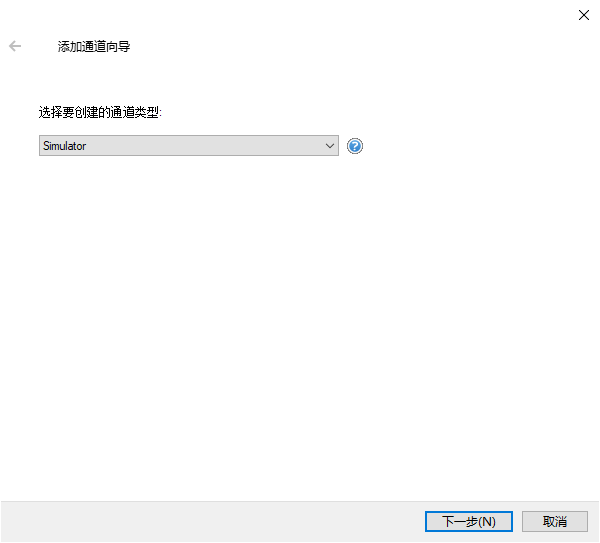 添加通道向导
选择要创建的通道类型:
Simulator
下一步(N)
取消